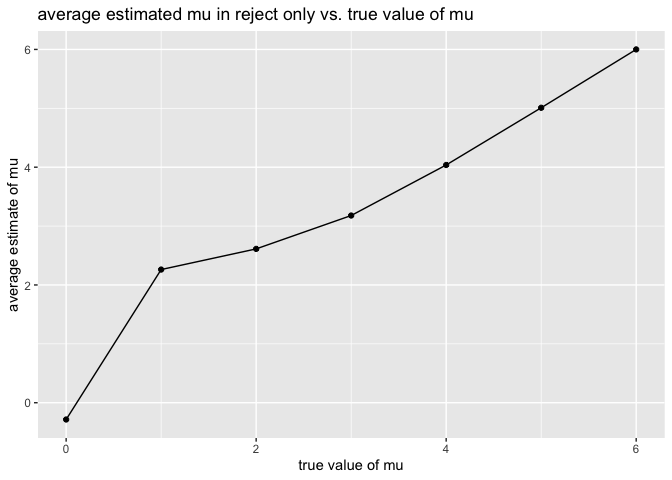 average estimated mu in reject only vs. true value of mu
6
4
2
0
average estimate of mu
0 2 4 6
true value of mu